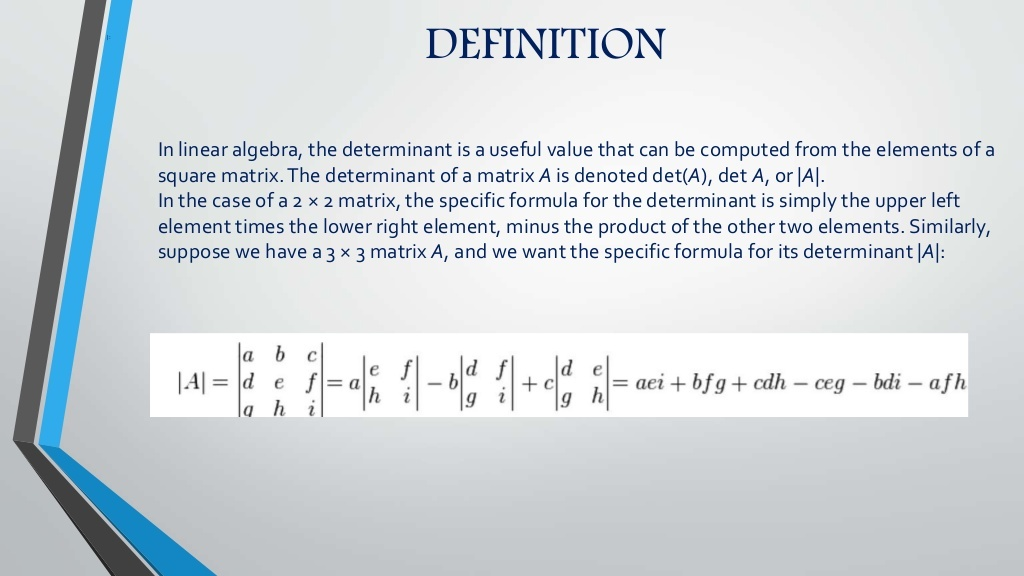 DEFINITION
In linear algebra, the determinant is a useful value that can be computed from the elements of a
square matrix. The determinant of a matrix A is denoted det(A), det A, or |A|.
In the case of a 2 × 2 matrix, the specific formula for the determinant is simply the upper left
element times the lower right element, minus the product of the other two elements. Similarly,
suppose we have a 3 × 3 matrix A, and we want the specific formula for its determinant |A|:
|A| = |a b c; d e f; g h i| = a|e f; h i| − b|d f; g i| + c|d e; g h| = aei + bfg + cdh − ceg − bdi − afh